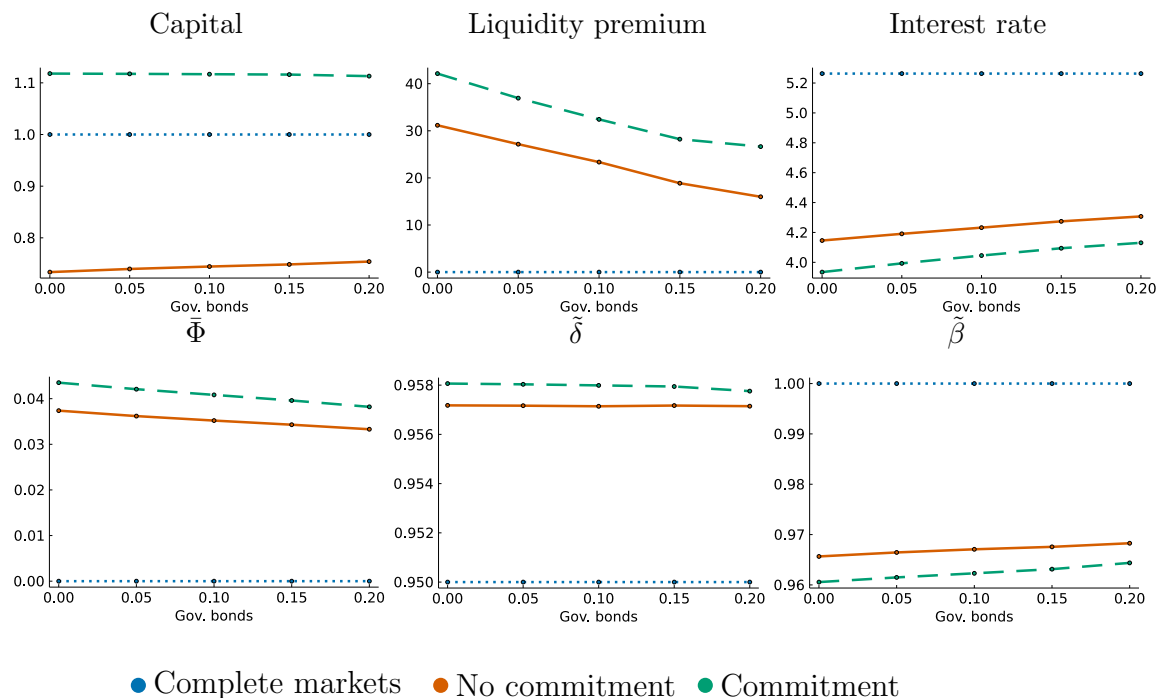 Capital Liquidity premium Interest rate
1.1
1.0
0.9
0.8
0.00 0.05 0.10 0.15 0.20
Gov. bonds
40
30
20
10
0
0.00 0.05 0.10 0.15 0.20
Gov. bonds
5.2
5.0
4.8
4.6
4.4
4.2
4.0
0.00 0.05 0.10 0.15 0.20
Gov. bonds
Φ̄ δ̃ β̃
0.04
0.03
0.02
0.01
0.00
0.00 0.05 0.10 0.15 0.20
Gov. bonds
0.958
0.956
0.954
0.952
0.950
0.00 0.05 0.10 0.15 0.20
Gov. bonds
1.00
0.99
0.98
0.97
0.96
0.00 0.05 0.10 0.15 0.20
Gov. bonds
Complete markets No commitment Commitment